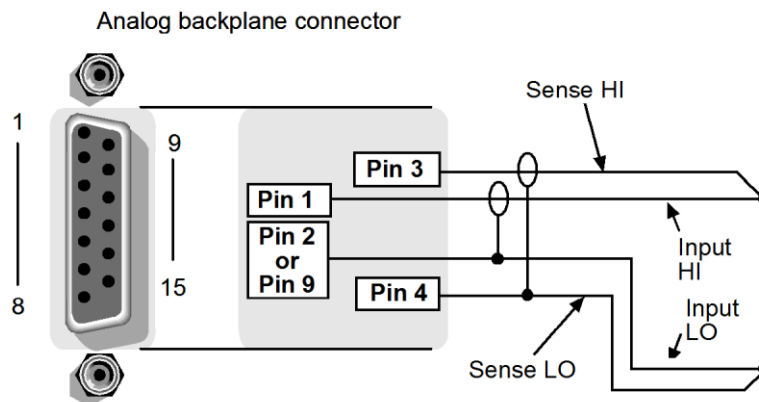 Analog backplane connector
1
8
9
15
Pin 3
Pin 1
Pin 2
or
Pin 9
Pin 4
Sense HI
Input
HI
Input
LO
Sense LO